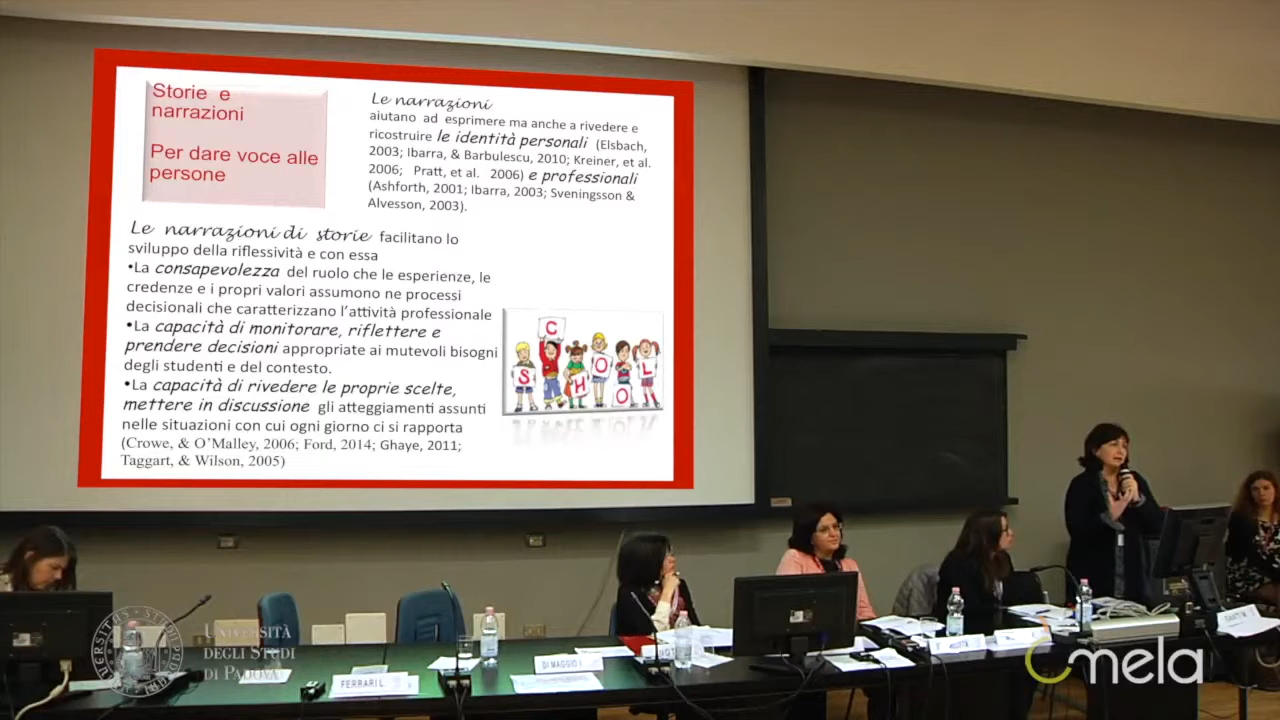 Storie e
narrazioni
Per dare voce alle
persone
Le narrazioni
aiutano ad esprimere ma anche a rivedere e
ricostruire le identità personali (Elsbach,
2003; Ibarra, & Barbulescu, 2010; Kreiner, et al.
2006; Pratt, et al. 2006) e professionali
(Ashforth, 2001; Ibarra, 2003; Sveningsson &
Alvesson, 2003).
Le narrazioni di storie facilitano lo
sviluppo della riflessività e con essa
•La consapevolezza del ruolo che le esperienze, le
credenze e i propri valori assumono ne processi
decisionali che caratterizzano l'attività professionale
•La capacità di monitorare, riflettere e
prendere decisioni appropriate ai mutevoli bisogni
degli studenti e del contesto.
•La capacità di rivedere le proprie scelte,
mettere in discussione gli atteggiamenti assunti
nelle situazioni con cui ogni giorno ci si rapporta
(Crowe, & O'Malley, 2006; Ford, 2014; Ghaye, 2011;
Taggart, & Wilson, 2005)
S C H O O L
FERRARI L.
DI MAGGIO I.
UNIVERSITÀ
DEGLI STUDI
DI PADOVA
mela